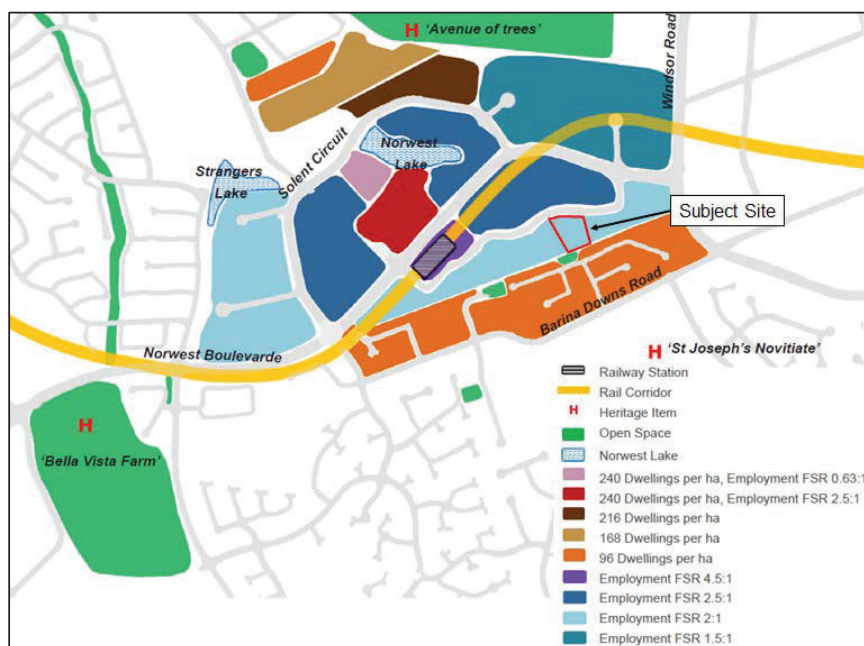 H 'Avenue of trees'
Windsor Road
Solent Circuit
Norwest
Lake
Strangers
Lake
Subject Site
Barina Downs Road
Norwest Boulevarde
H
'Bella Vista Farm'
H 'St Joseph's Novitiate'
Railway Station
Rail Corridor
H Heritage Item
Open Space
Norwest Lake
240 Dwellings per ha, Employment FSR 0.63:1
240 Dwellings per ha, Employment FSR 2.5:1
216 Dwellings per ha
168 Dwellings per ha
96 Dwellings per ha
Employment FSR 4.5:1
Employment FSR 2.5:1
Employment FSR 2:1
Employment FSR 1.5:1